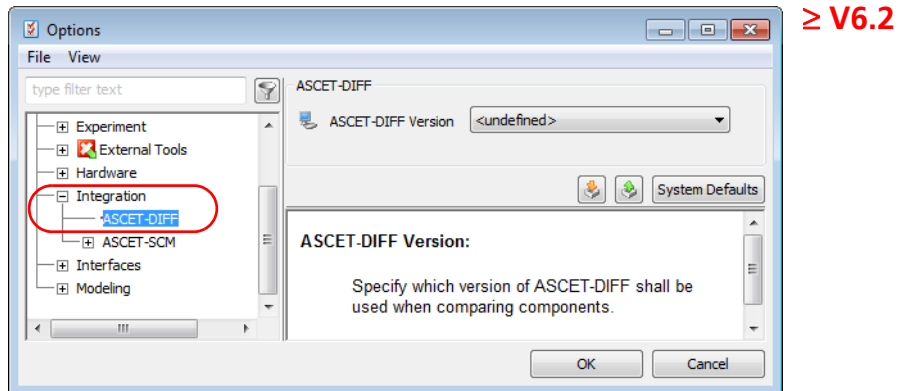 ≥ V6.2
Options
File View
type filter text
Experiment
External Tools
Hardware
Integration
ASCET-DIFF
ASCET-SCM
Interfaces
Modeling
ASCET-DIFF
ASCET-DIFF Version <undefined>
System Defaults
ASCET-DIFF Version:
Specify which version of ASCET-DIFF shall be
used when comparing components.
OK Cancel